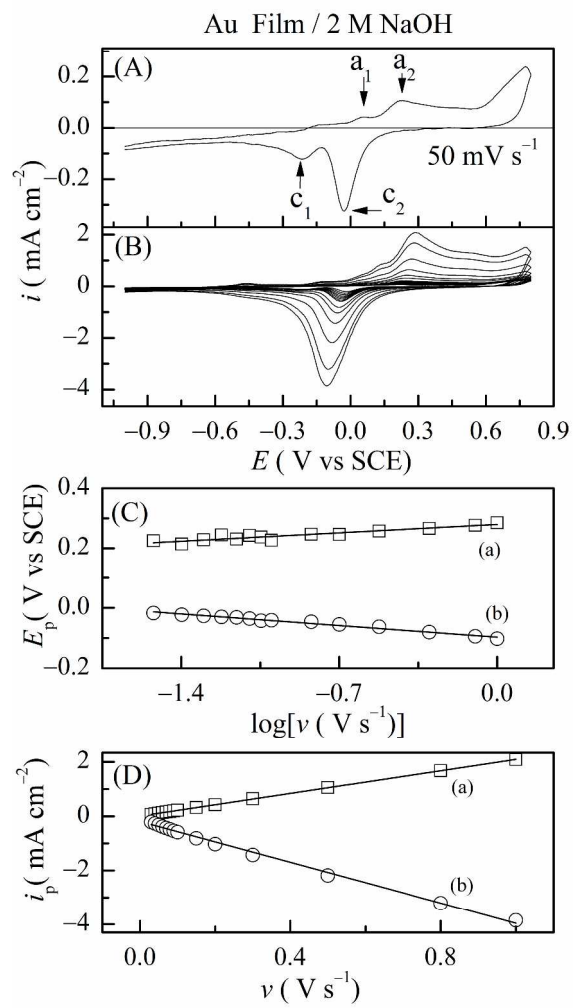 Au Film / 2 M NaOH
(A)
a₁ a₂
0.2
0.0
−0.2
50 mV s⁻¹
c₁ c₂
(B)
2
0
−2
−4
i ( mA cm⁻²)
−0.9 −0.6 −0.3 0.0 0.3 0.6 0.9
E ( V vs SCE)
(C)
0.4
0.2
0.0
−0.2
Eₚ( V vs SCE)
(a)
(b)
−1.4 −0.7 0.0
log[v ( V s⁻¹)]
(D)
2
0
−2
−4
iₚ( mA cm⁻²)
(a)
(b)
0.0 0.4 0.8
v ( V s⁻¹)